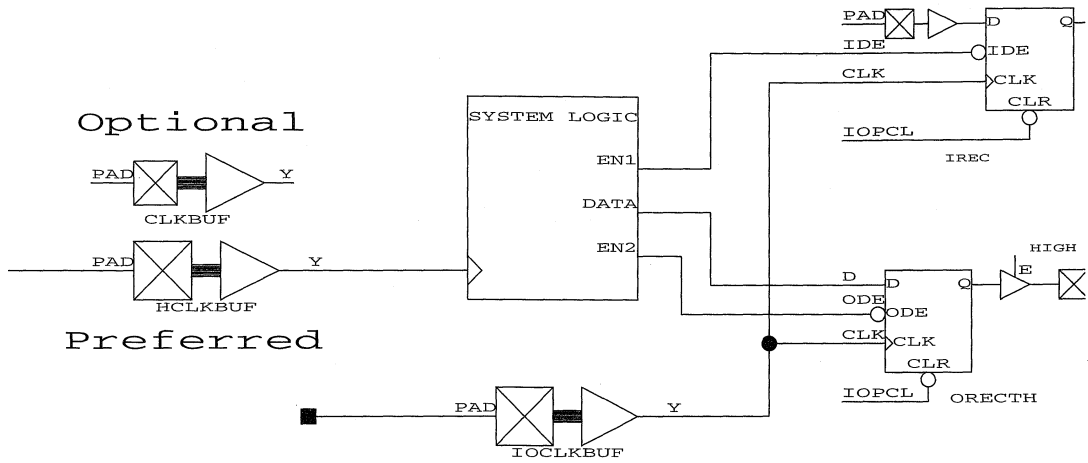 PAD
D
Q
IDE
IDE
CLK
CLK
CLR
IOPCL
IREC
Optional
PAD
Y
CLKBUF
SYSTEM LOGIC
EN1
DATA
EN2
PAD
Y
HCLKBUF
Preferred
HIGH
E
D
D
Q
ODE
ODE
CLK
CLK
CLR
IOPCL
ORECTH
PAD
Y
IOCLKBUF